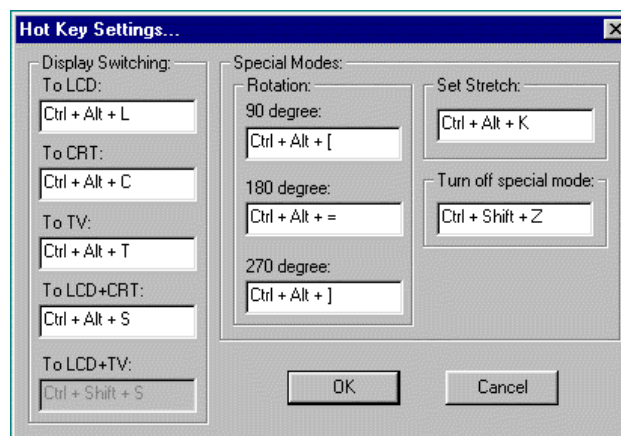 Hot Key Settings...
Display Switching:
To LCD:
Ctrl + Alt + L
To CRT:
Ctrl + Alt + C
To TV:
Ctrl + Alt + T
To LCD+CRT:
Ctrl + Alt + S
To LCD+TV:
Ctrl + Shift + S
Special Modes:
Rotation:
90 degree:
Ctrl + Alt + [
180 degree:
Ctrl + Alt + =
270 degree:
Ctrl + Alt + ]
Set Stretch:
Ctrl + Alt + K
Turn off special mode:
Ctrl + Shift + Z
OK
Cancel